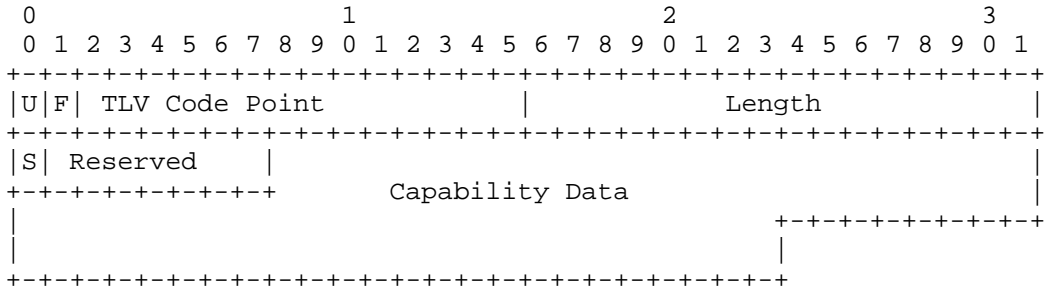 0                   1                   2                   3
 0 1 2 3 4 5 6 7 8 9 0 1 2 3 4 5 6 7 8 9 0 1 2 3 4 5 6 7 8 9 0 1
+-+-+-+-+-+-+-+-+-+-+-+-+-+-+-+-+-+-+-+-+-+-+-+-+-+-+-+-+-+-+-+-+
|U|F| TLV Code Point            |            Length             |
+-+-+-+-+-+-+-+-+-+-+-+-+-+-+-+-+-+-+-+-+-+-+-+-+-+-+-+-+-+-+-+-+
|S| Reserved    |                                               |
+-+-+-+-+-+-+-+-+       Capability Data                         |
|                                               +-+-+-+-+-+-+-+-+
|                                               |
+-+-+-+-+-+-+-+-+-+-+-+-+-+-+-+-+-+-+-+-+-+-+-+-+